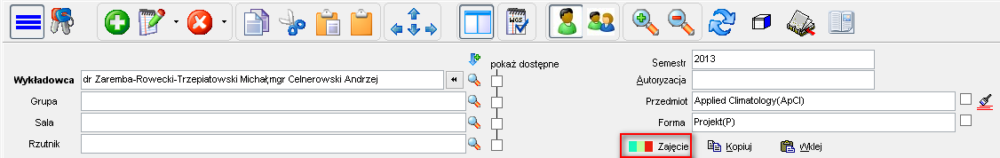 WGS
pokaż dostępne
Wykładowca
dr Zaremba-Rowecki-Trzepiatowski Michał;mgr Celnerowski Andrzej
Grupa
Sala
Rzutnik
Semestr
2013
Autoryzacja
Przedmiot
Applied Climatology(ApCl)
Forma
Projekt(P)
Zajęcie
Kopiuj
Wklej